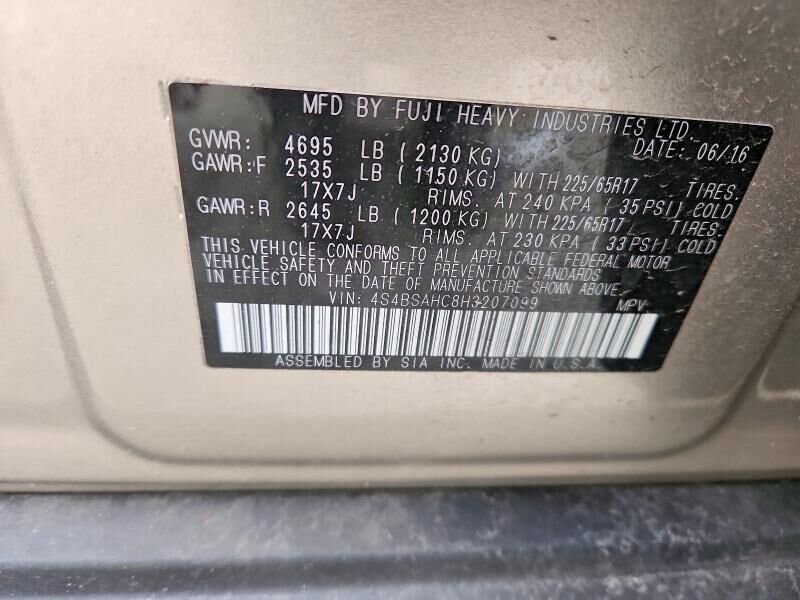 MFD BY FUJI HEAVY INDUSTRIES LTD.
GVWR: 4695 LB ( 2130 KG) DATE: 06/16
GAWR:F 2535 LB ( 1150 KG) WITH 225/65R17 TIRES.
17X7J RIMS. AT 240 KPA ( 35 PSI) COLD
GAWR:R 2645 LB ( 1200 KG) WITH 225/65R17 TIRES.
17X7J RIMS. AT 230 KPA ( 33 PSI) COLD
THIS VEHICLE CONFORMS TO ALL APPLICABLE FEDERAL MOTOR
VEHICLE SAFETY AND THEFT PREVENTION STANDARDS
IN EFFECT ON THE DATE OF MANUFACTURE SHOWN ABOVE.
VIN: 4S4BSAHC8H3207099 MPV
ASSEMBLED BY SIA INC. MADE IN U.S.A.